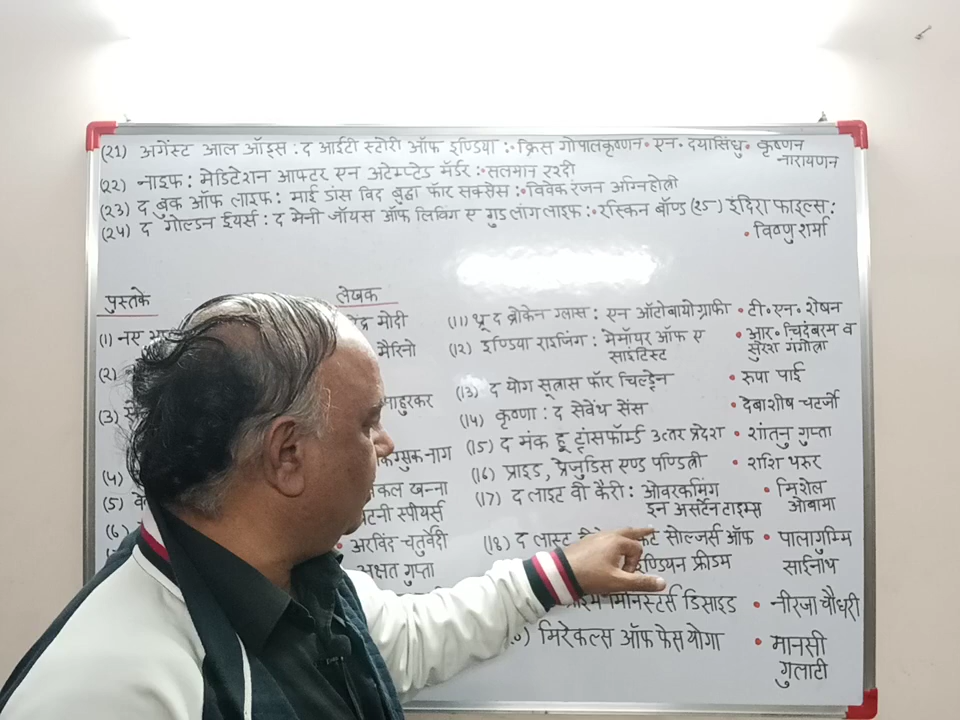 (21) अगेंस्ट आल ऑड्स : द आईटी स्टोरी ऑफ इण्डिया : • क्रिस गोपालकृष्णन • एन • दयासिंधु • कृष्णन
नारायणन
(22) नाइफ : मेडिटेशन आफ्टर एन अटेम्प्टेड मॉर्डर : • सलमान रश्दी
(23) द बुक ऑफ लाइफ : माई डांस विद बुद्धा फॉर सक्सेस : • विवेक रंजन अग्निहोत्री
(24) द गोल्डन ईयर्स : द मेनी जॉयस ऑफ लिविंग ए गुड लांग लाइफ : • रस्किन बॉण्ड (25) इंदिरा फाइल्स :
• विष्णु शर्मा
पुस्तके लेखक
(1) नए मोदी
मैरिनो
(2)
(3)
(4)
(5) खन्ना
स्पीयर्स
(6) • अरविंद चतुर्वेदी
अक्षत गुप्ता
(11) थ्रू द ब्रोकेन ग्लास : एन ऑटोबायोग्राफी • टी • एन • शेषन
(12) इण्डिया राइजिंग : मेमॉयर ऑफ ए • आर • चिदंबरम व
साइंटिस्ट सुरेश गंगोत्रा
(13) द योग सूत्रास फॉर चिल्ड्रेन • रुपा पाई
(14) कृष्णा : द सेवेंथ सेंस • देबाशीष चटर्जी
(15) द मंक हू ट्रांसफॉर्म्ड उत्तर प्रदेश • शांतनु गुप्ता
(16) प्राइड, प्रेजुडिस एण्ड पण्डित्री • शशि थरुर
(17) द लाइट वी कैरी : ओवरकमिंग • मिशेल
इन असर्टेन टाइम्स ओबामा
(18) द लास्ट सोल्जर्स ऑफ • पालागुम्मि
इण्डियन फ्रीडम साईनाथ
मिनिस्टर्स डिसाइड • नीरजा चौधरी
मिरेकल्स ऑफ फेस योगा • मानसी
गुलाटी